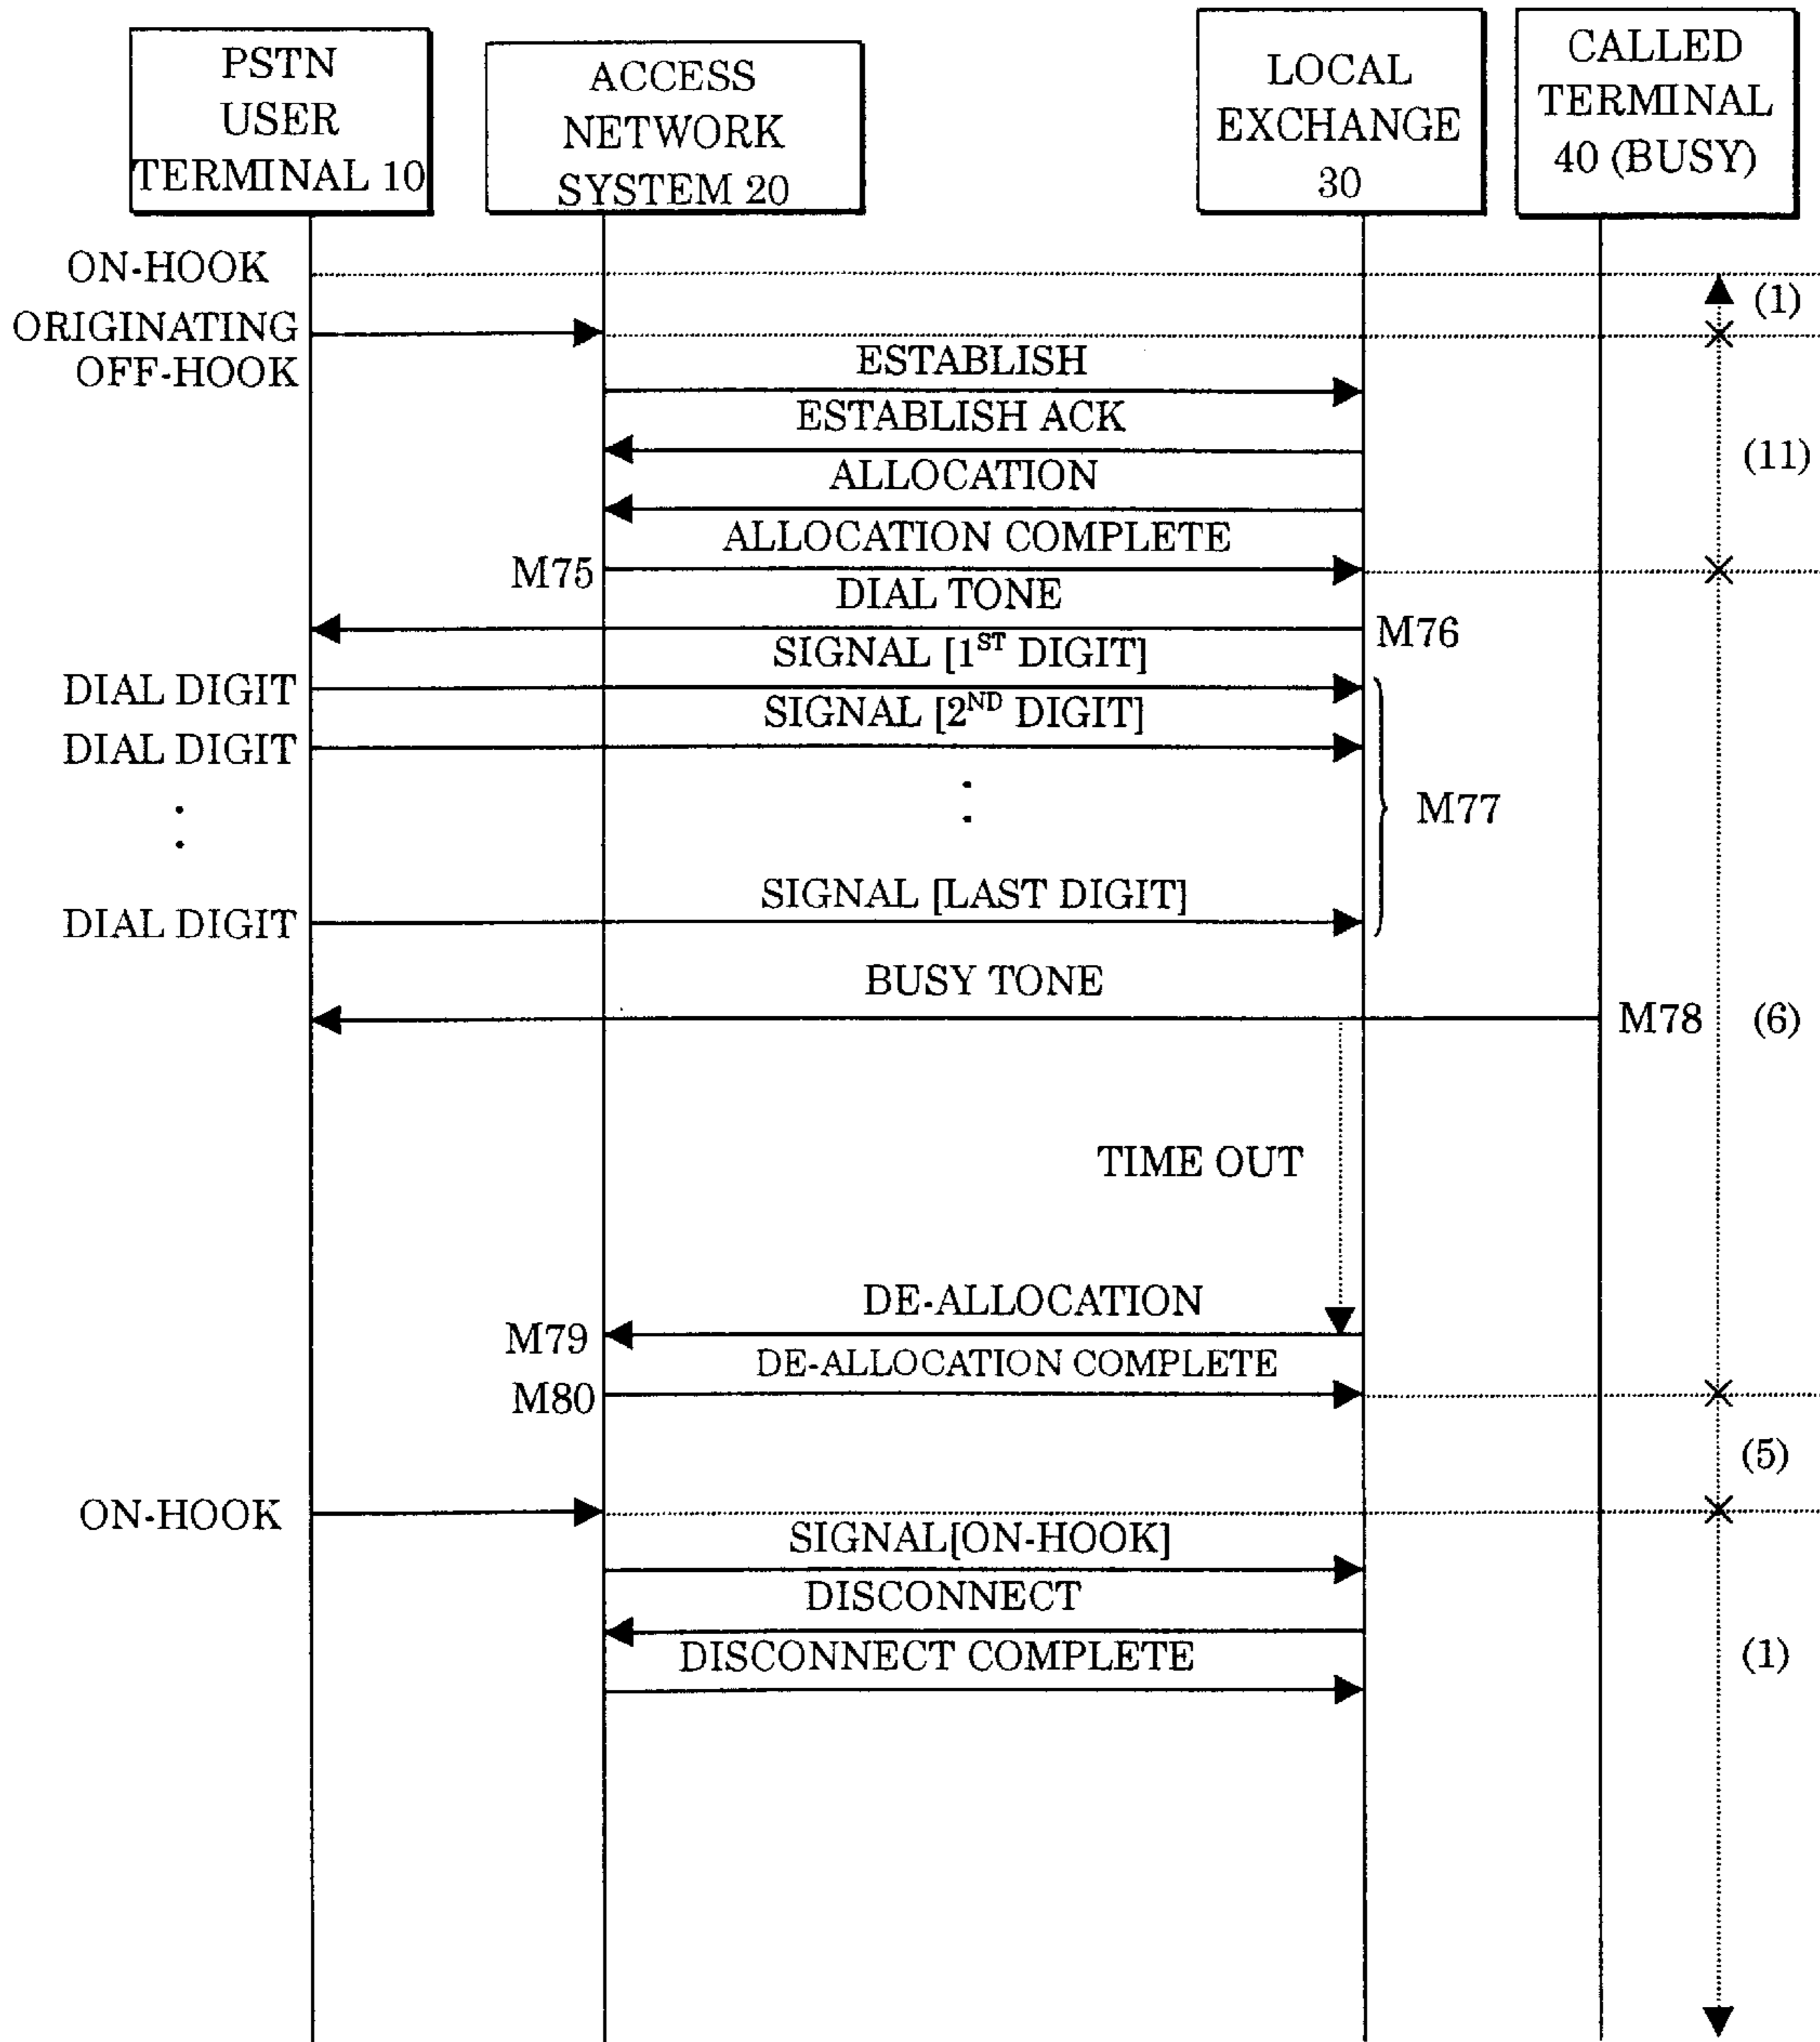 PSTN
USER
TERMINAL 10
ACCESS
NETWORK
SYSTEM 20
LOCAL
EXCHANGE
30
CALLED
TERMINAL
40 (BUSY)
ON-HOOK
(1)
ORIGINATING
OFF-HOOK
ESTABLISH
ESTABLISH ACK
(11)
ALLOCATION
ALLOCATION COMPLETE
M75
DIAL TONE
M76
SIGNAL [1ST DIGIT]
DIAL DIGIT
SIGNAL [2ND DIGIT]
DIAL DIGIT
:
:
M77
SIGNAL [LAST DIGIT]
DIAL DIGIT
BUSY TONE
M78
(6)
TIME OUT
DE-ALLOCATION
M79
DE-ALLOCATION COMPLETE
M80
(5)
ON-HOOK
SIGNAL[ON-HOOK]
DISCONNECT
DISCONNECT COMPLETE
(1)